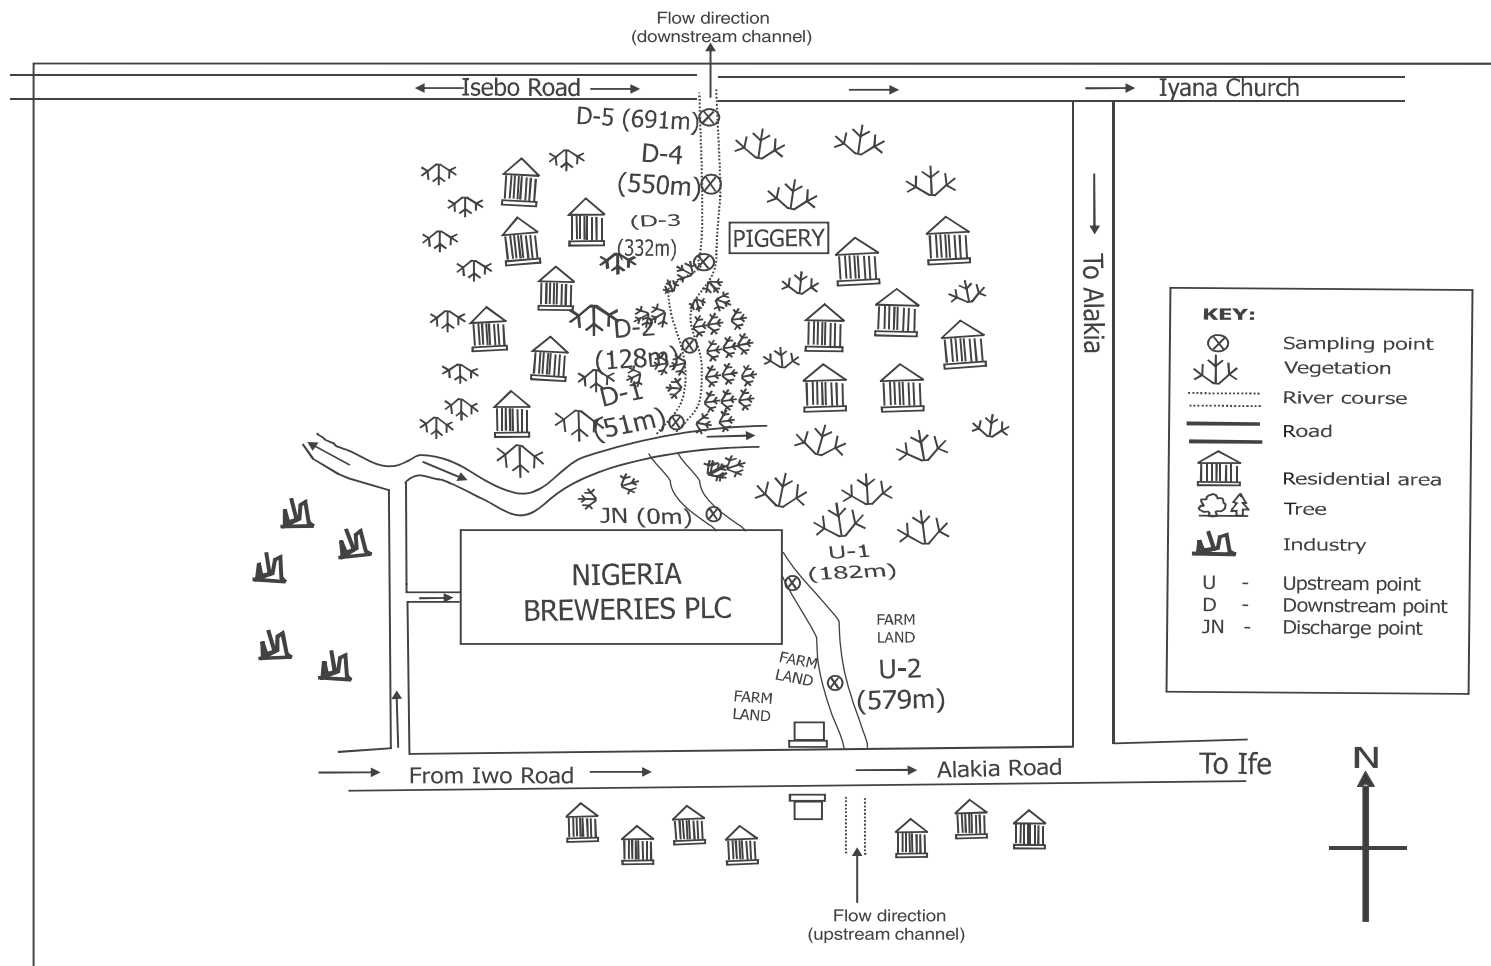 Flow direction
(downstream channel)
Isebo Road
Iyana Church
D-5 (691m)
D-4
(550m)
(D-3
(332m)
PIGGERY
To Alakia
D-2
(128m)
D-1
(51m)
JN (0m)
U-1
(182m)
NIGERIA
BREWERIES PLC
FARM
LAND
FARM
LAND
U-2
(579m)
FARM
LAND
From Iwo Road
Alakia Road
To Ife
Flow direction
(upstream channel)
KEY:
Sampling point
Vegetation
River course
Road
Residential area
Tree
Industry
U - Upstream point
D - Downstream point
JN - Discharge point
N